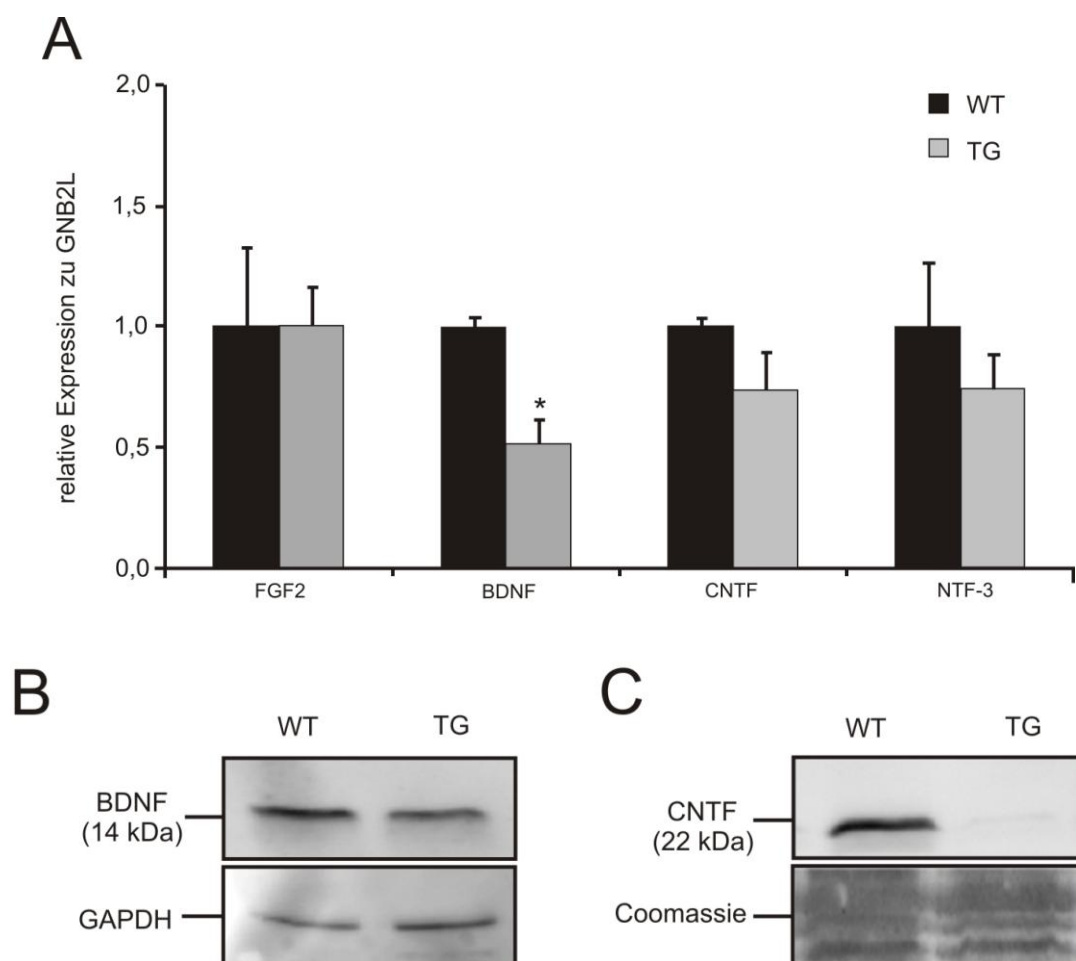 A
2,0
1,5
1,0
0,5
0,0
relative Expression zu GNB2L
WT
TG
*
FGF2 BDNF CNTF NTF-3
B
WT TG
BDNF
(14 kDa)
GAPDH
C
WT TG
CNTF
(22 kDa)
Coomassie